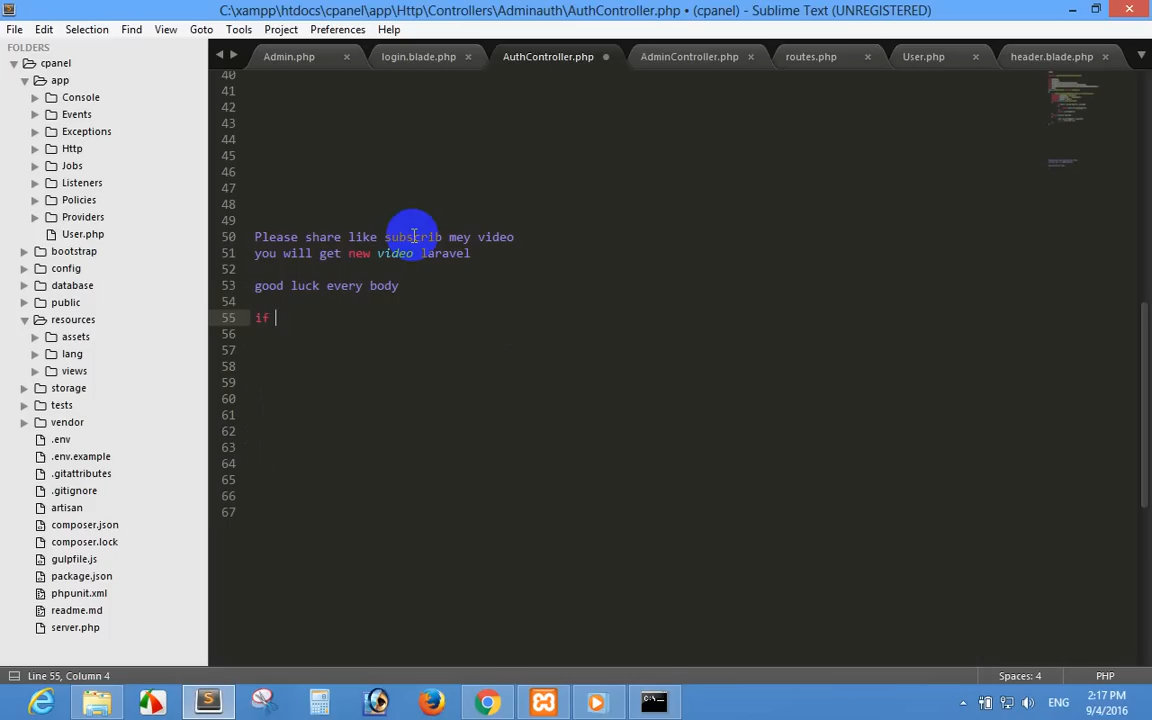 C:\xampp\htdocs\cpanel\app\Http\Controllers\Adminauth\AuthController.php • (cpanel) - Sublime Text (UNREGISTERED)
File Edit Selection Find View Goto Tools Project Preferences Help
FOLDERS
cpanel
app
Console
Events
Exceptions
Http
Jobs
Listeners
Policies
Providers
User.php
bootstrap
config
database
public
resources
assets
lang
views
storage
tests
vendor
.env
.env.example
.gitattributes
.gitignore
artisan
composer.json
composer.lock
gulpfile.js
package.json
phpunit.xml
readme.md
server.php
Admin.php login.blade.php AuthController.php AdminController.php routes.php User.php header.blade.php
40
41
42
43
44
45
46
47
48
49
50 Please share like subscrib mey video
51 you will get new video laravel
52
53 good luck every body
54
55 if
56
57
58
59
60
61
62
63
64
65
66
67
Line 55, Column 4 Spaces: 4 PHP
ENG 2:17 PM
9/4/2016